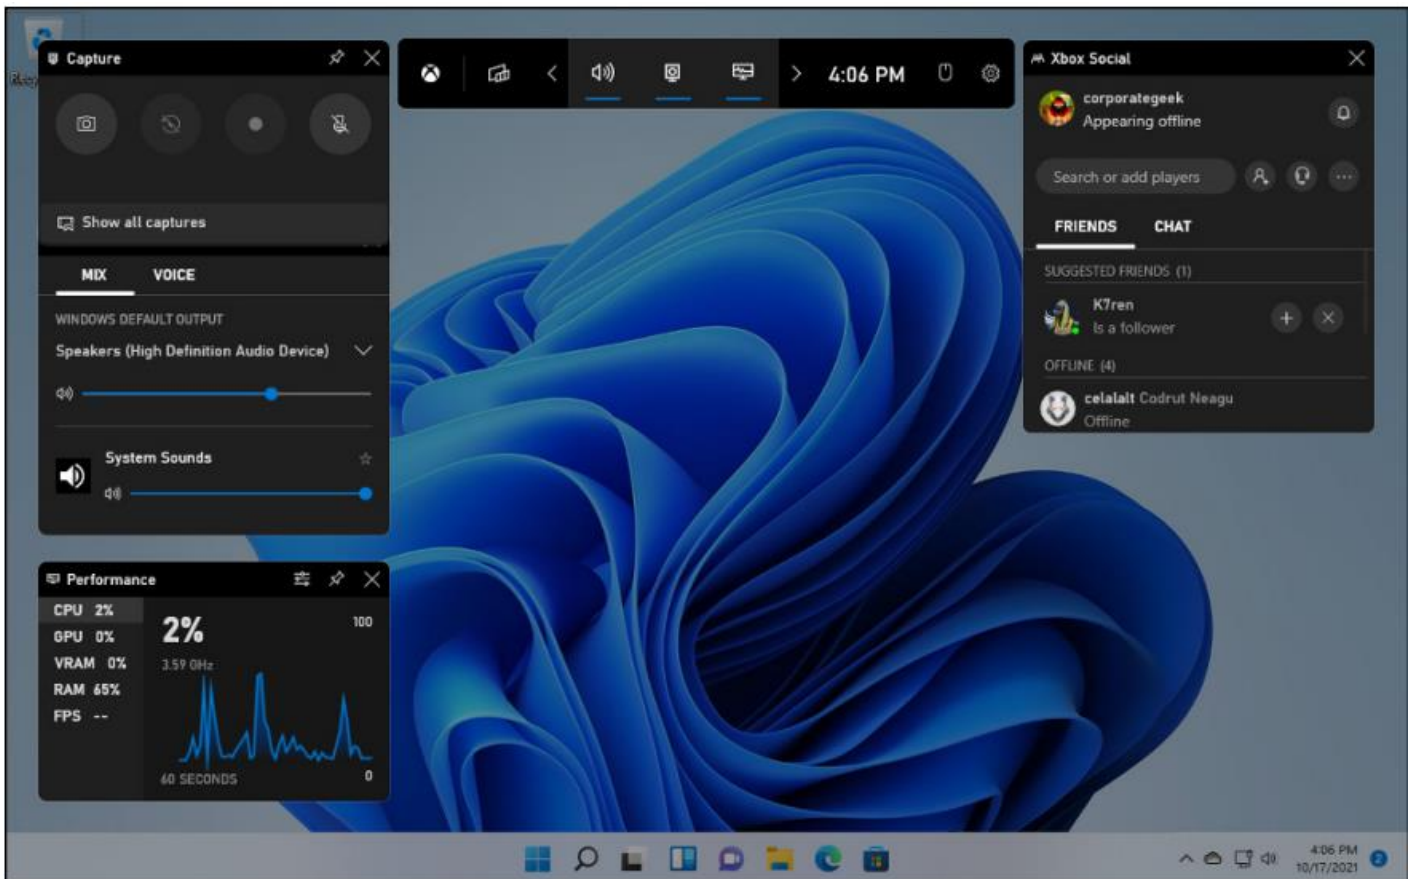 Capture
Show all captures
MIX VOICE
WINDOWS DEFAULT OUTPUT
Speakers (High Definition Audio Device)
System Sounds
Performance
CPU 2%
GPU 0%
VRAM 0%
RAM 65%
FPS --
2%
100
3.59 GHz
60 SECONDS
0
4:06 PM
Xbox Social
corporategeek
Appearing offline
Search or add players
FRIENDS CHAT
SUGGESTED FRIENDS (1)
K7ren
Is a follower
OFFLINE (4)
celalalt Codrut Neagu
Offline
4:06 PM
10/17/2021
2